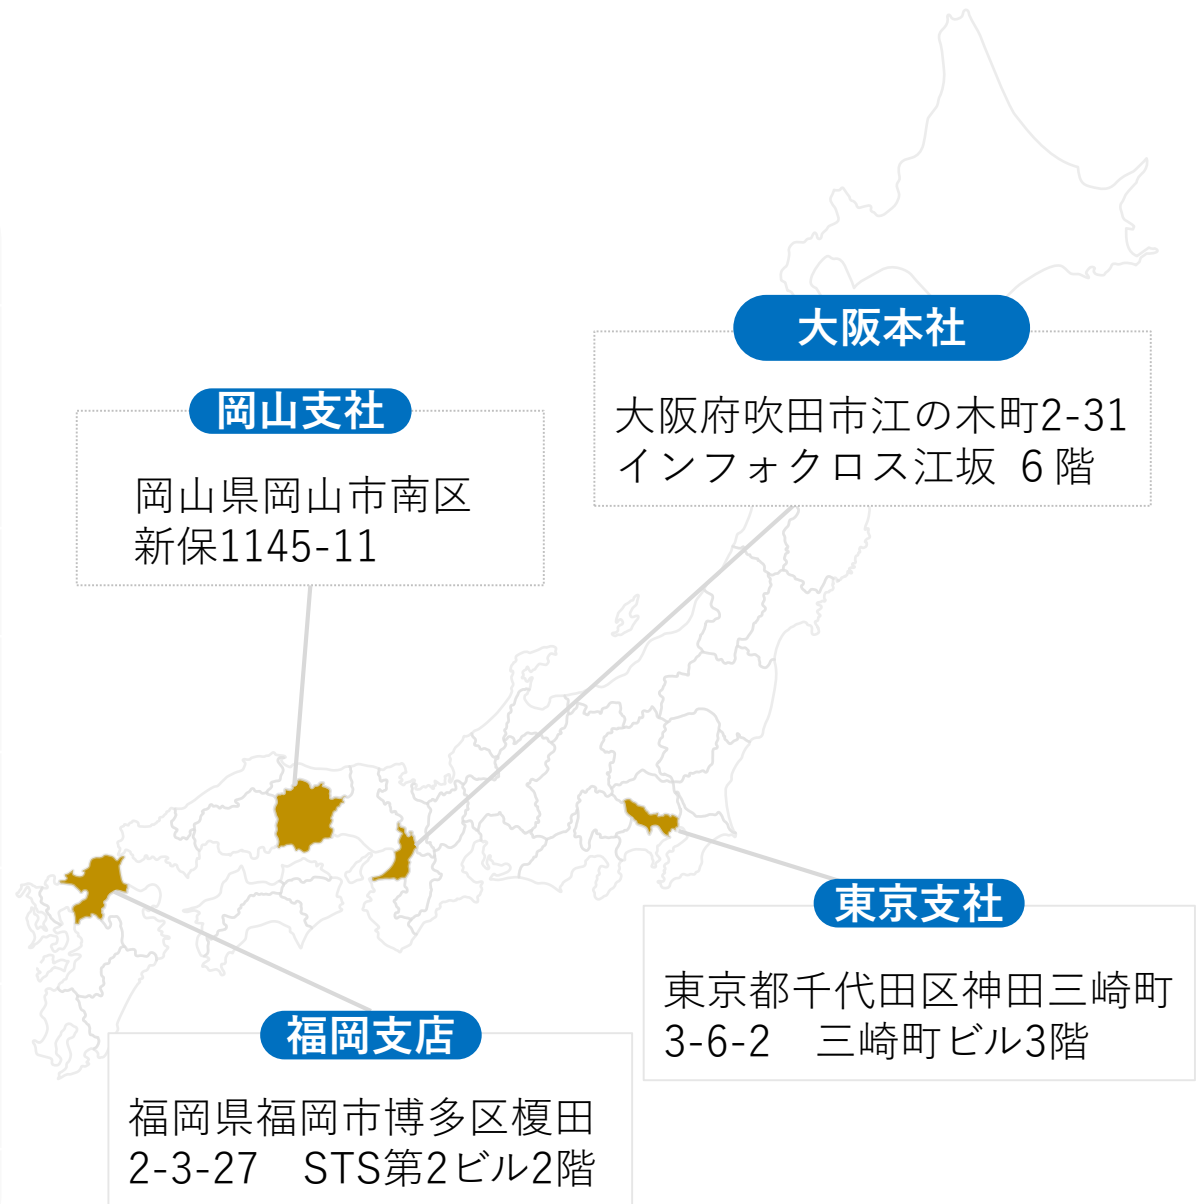 大阪本社
大阪府吹田市江の木町2-31
インフォクロス江坂 6階
岡山支社
岡山県岡山市南区
新保1145-11
東京支社
東京都千代田区神田三崎町
3-6-2　三崎町ビル3階
福岡支店
福岡県福岡市博多区榎田
2-3-27　STS第2ビル2階